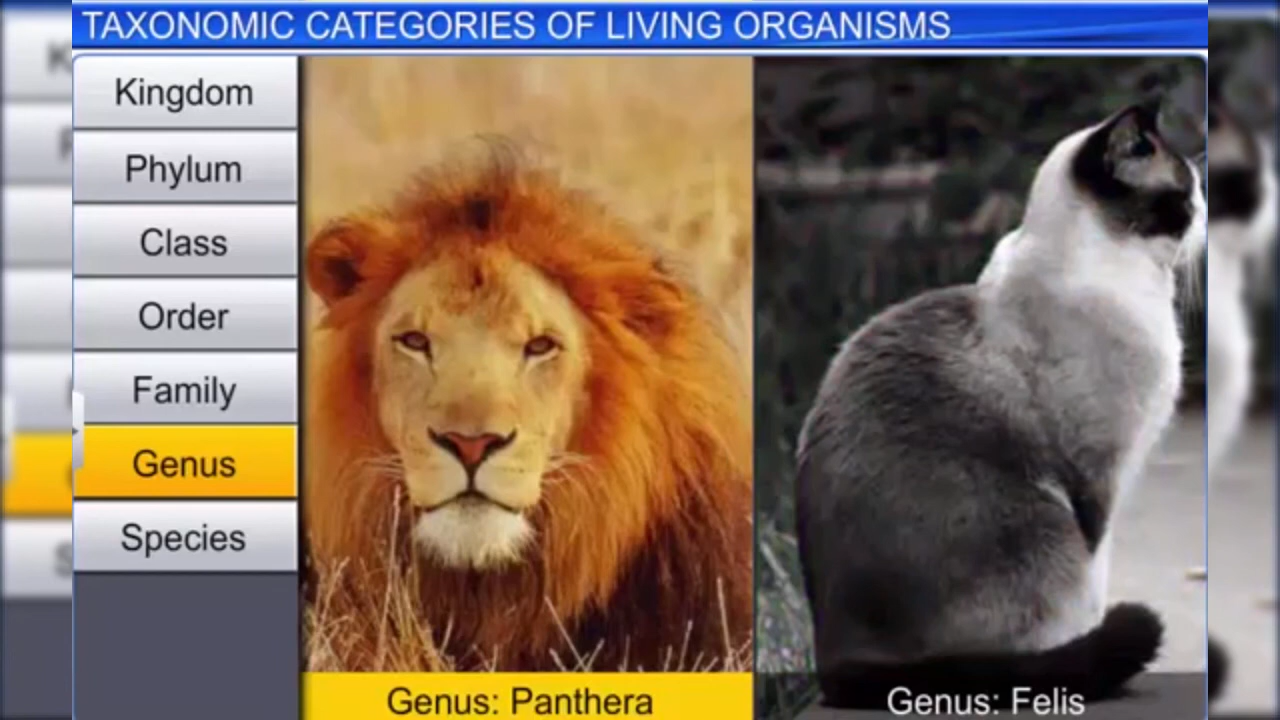 TAXONOMIC CATEGORIES OF LIVING ORGANISMS
Kingdom
Phylum
Class
Order
Family
Genus
Species
Genus: Panthera
Genus: Felis